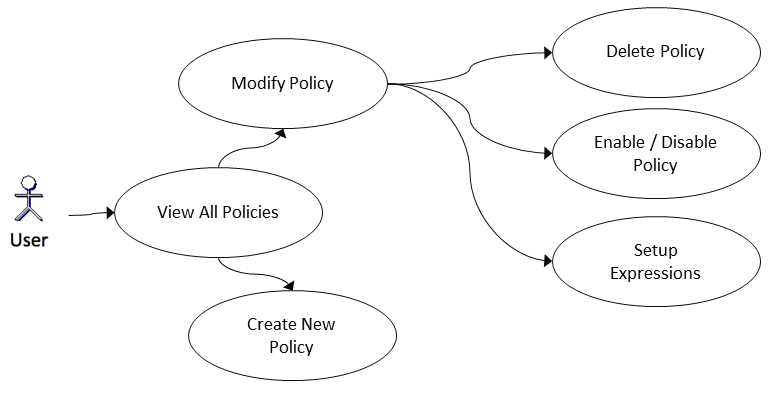 Delete Policy
Modify Policy
Enable / Disable
Policy
View All Policies
User
Setup
Expressions
Create New
Policy